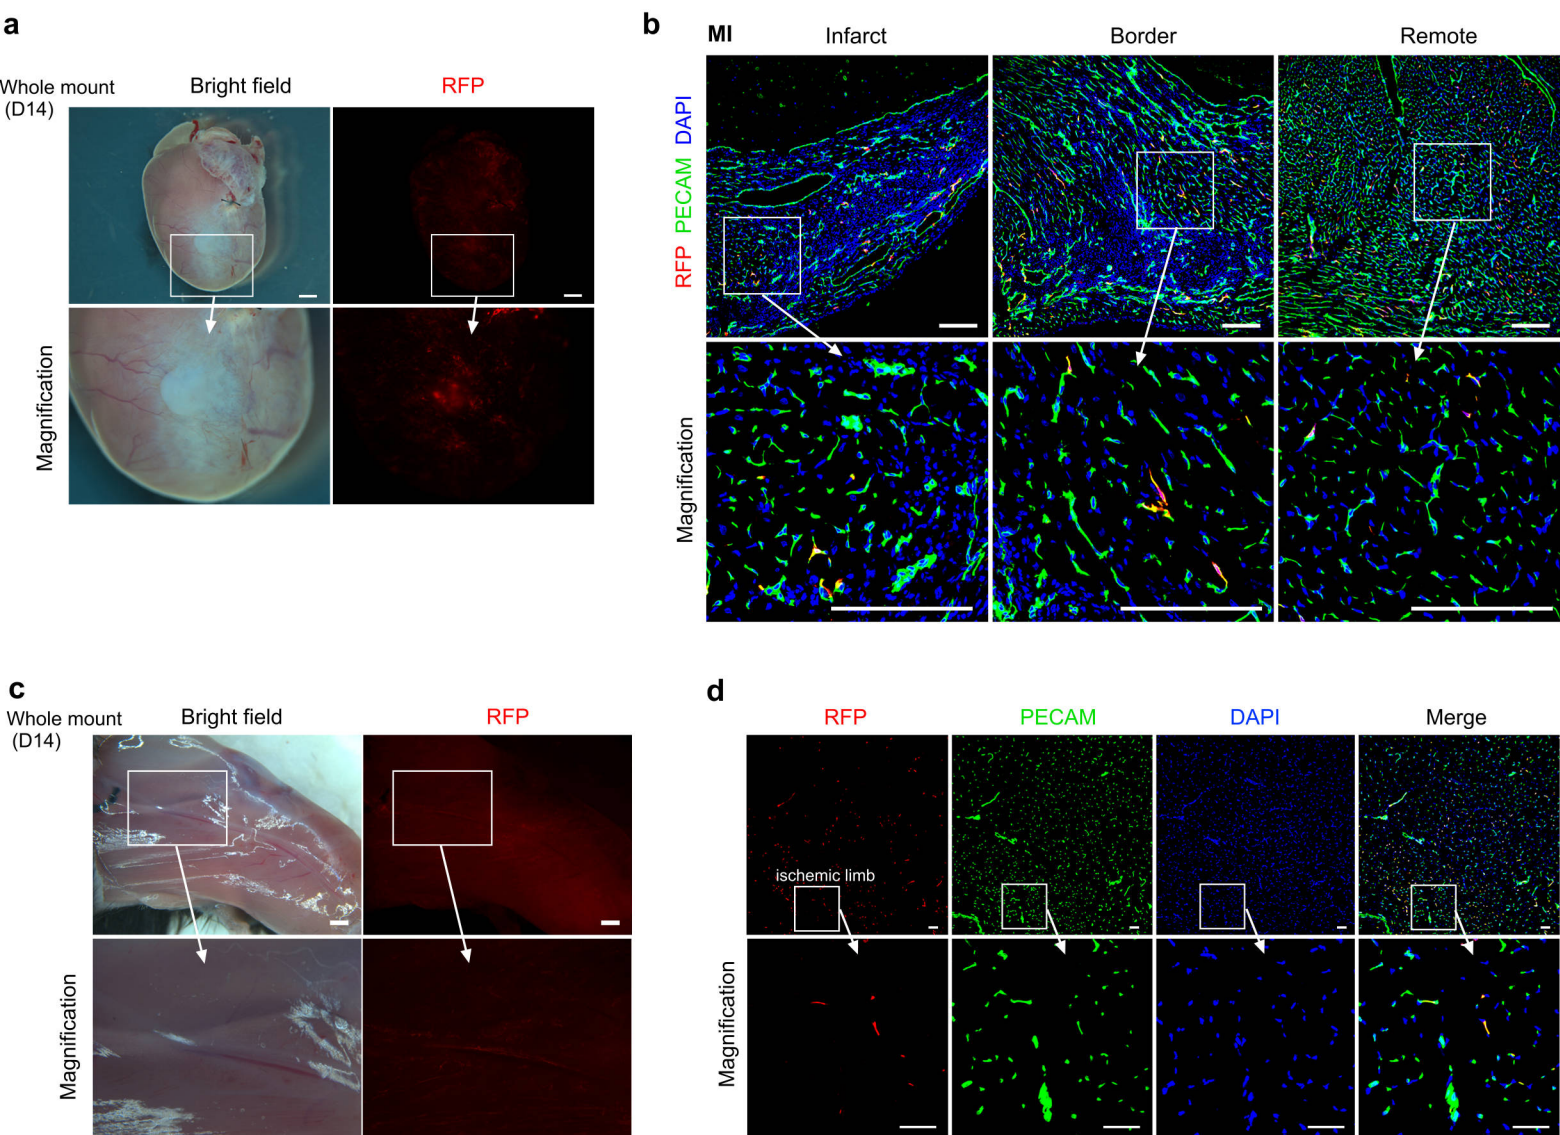 a
Whole mount
(D14)
Bright field
RFP
Magnification
b
MI
Infarct
Border
Remote
RFP PECAM DAPI
Magnification
c
Whole mount
(D14)
Bright field
RFP
Magnification
d
RFP
PECAM
DAPI
Merge
ischemic limb
Magnification